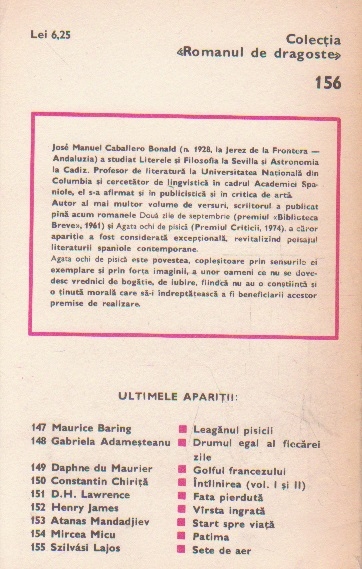 Lei 6,25
Colecția
«Romanul de dragoste»
156
José Manuel Caballero Bonald (n. 1928, la Jerez de la Frontera —
Andaluzia) a studiat Literele și Filosofia la Sevilla și Astronomia
la Cadiz. Profesor de literatură la Universitatea Națională din
Columbia și cercetător de lingvistică în cadrul Academiei Spa-
niole, el s-a afirmat și în publicistică și în critica de artă.
Autor al mai multor volume de versuri, scriitorul a publicat
pînă acum romanele Două zile de septembrie (premiul «Biblioteca
Breve», 1961) și Agata ochi de pisică (Premiul Criticii, 1974), a căror
apariție a fost considerată excepțională, revitalizînd peisajul
literaturii spaniole contemporane.
Agata ochi de pisică este povestea, copleșitoare prin sensurile ei
exemplare și prin forța imaginii, a unor oameni ce nu se dove-
desc vrednici de bogăție, de iubire, fiindcă nu au o conștiință și
o ținută morală care să-i îndreptățească a fi beneficiarii acestor
premise de realizare.
ULTIMELE APARIȚII:
147 Maurice Baring ■ Leagănul pisicii
148 Gabriela Adameșteanu ■ Drumul egal al fiecărei
zile
149 Daphne du Maurier ■ Golful francezului
150 Constantin Chiriță ■ Întîlnirea (vol. I și II)
151 D.H. Lawrence ■ Fata pierdută
152 Henry James ■ Vîrsta ingrată
153 Atanas Mandadjiev ■ Start spre viață
154 Mircea Micu ■ Patima
155 Szilvási Lajos ■ Sete de aer